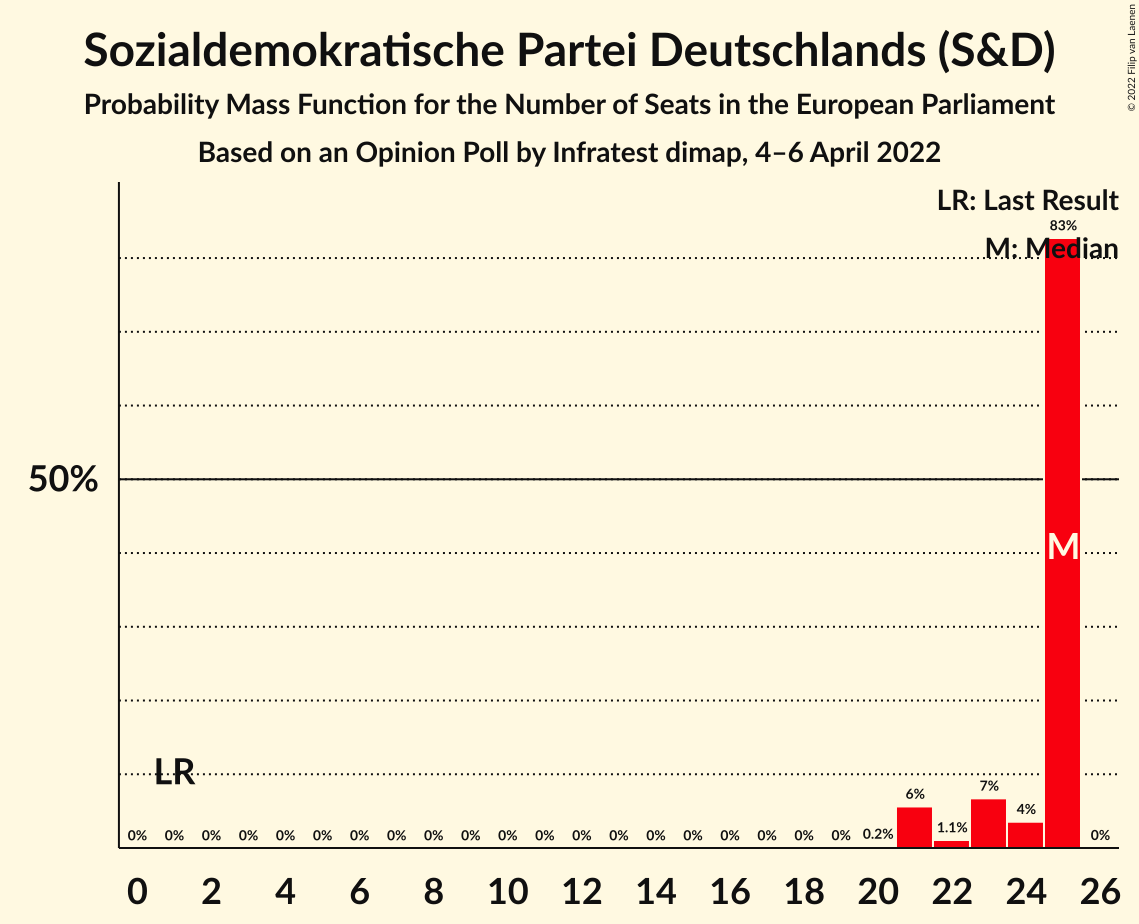 Sozialdemokratische Partei Deutschlands (S&D)
Probability Mass Function for the Number of Seats in the European Parliament
Based on an Opinion Poll by Infratest dimap, 4–6 April 2022
© 2022 Filip van Laenen
LR: Last Result
83%
M: Median
50%
M
LR
0% 0% 0% 0% 0% 0% 0% 0% 0% 0% 0% 0% 0% 0% 0% 0% 0% 0% 0% 0% 0.2% 6% 1.1% 7% 4% 0%
0 2 4 6 8 10 12 14 16 18 20 22 24 26